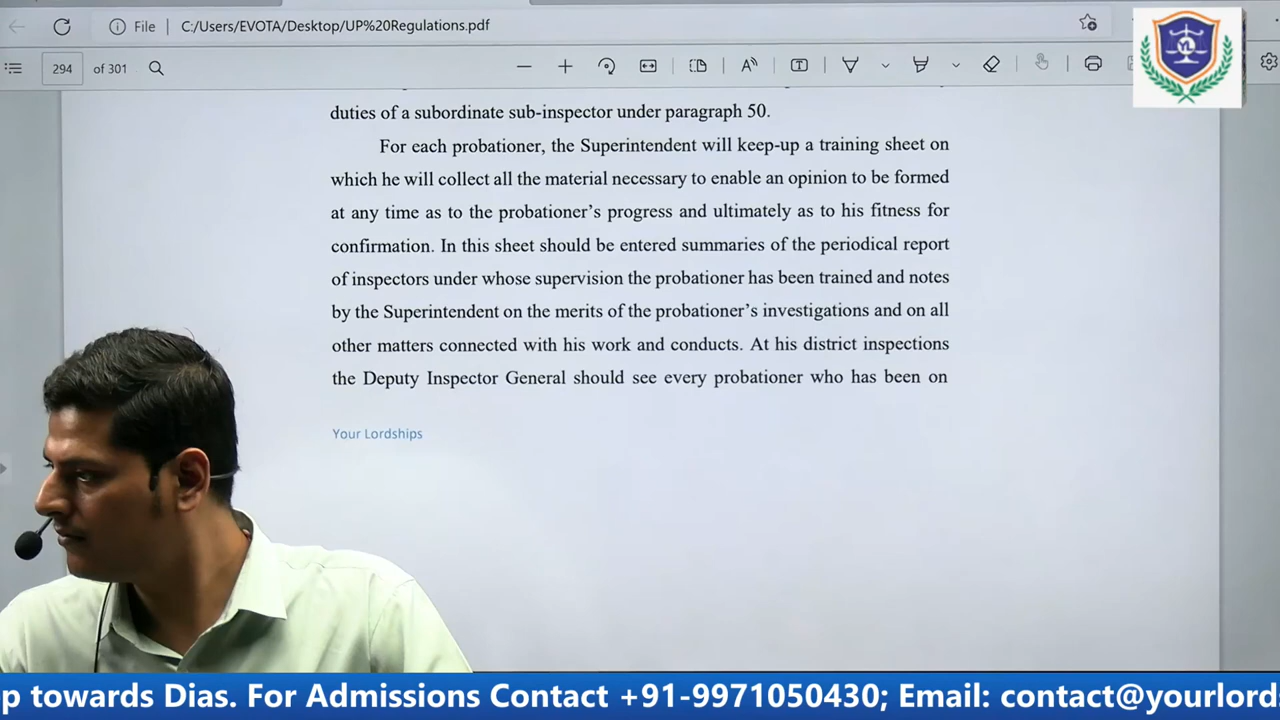 File
C:/Users/EVOTA/Desktop/UP%20Regulations.pdf
294 of 301
duties of a subordinate sub-inspector under paragraph 50.
For each probationer, the Superintendent will keep-up a training sheet on
which he will collect all the material necessary to enable an opinion to be formed
at any time as to the probationer’s progress and ultimately as to his fitness for
confirmation. In this sheet should be entered summaries of the periodical report
of inspectors under whose supervision the probationer has been trained and notes
by the Superintendent on the merits of the probationer’s investigations and on all
other matters connected with his work and conducts. At his district inspections
the Deputy Inspector General should see every probationer who has been on
Your Lordships
p towards Dias. For Admissions Contact +91-9971050430; Email: contact@yourlord